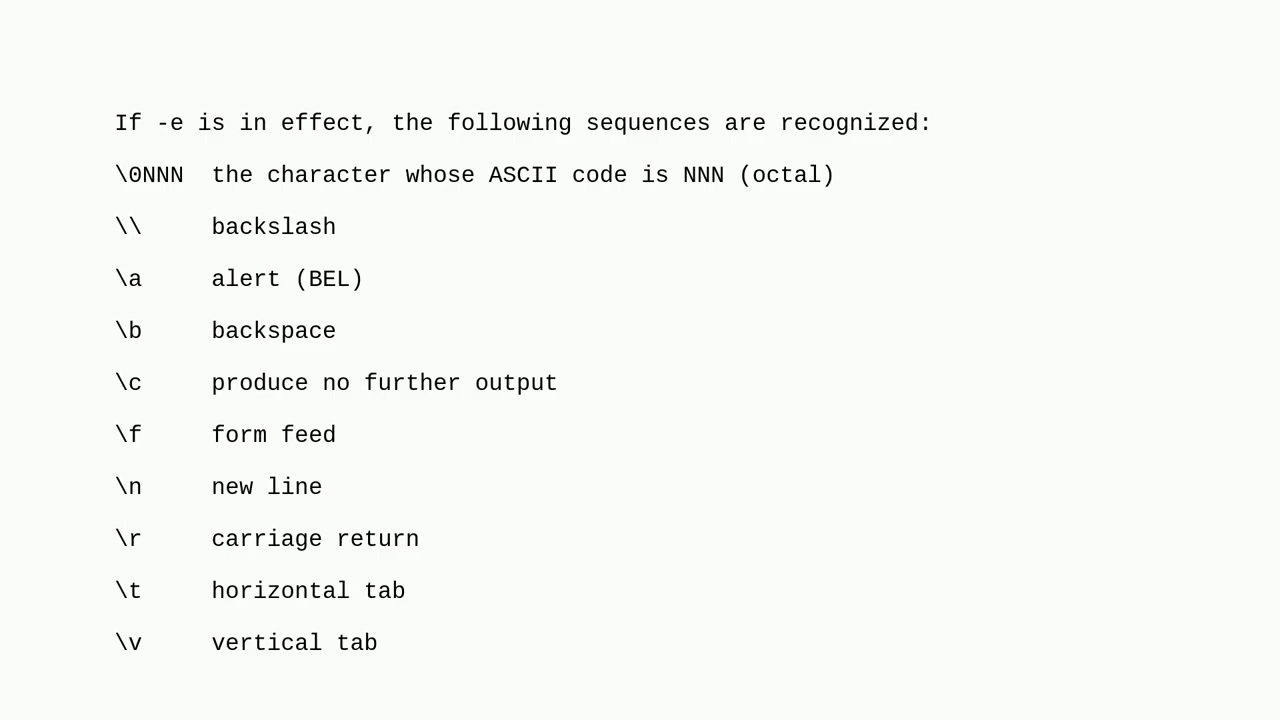 If -e is in effect, the following sequences are recognized:
\0NNN  the character whose ASCII code is NNN (octal)
\\     backslash
\a     alert (BEL)
\b     backspace
\c     produce no further output
\f     form feed
\n     new line
\r     carriage return
\t     horizontal tab
\v     vertical tab